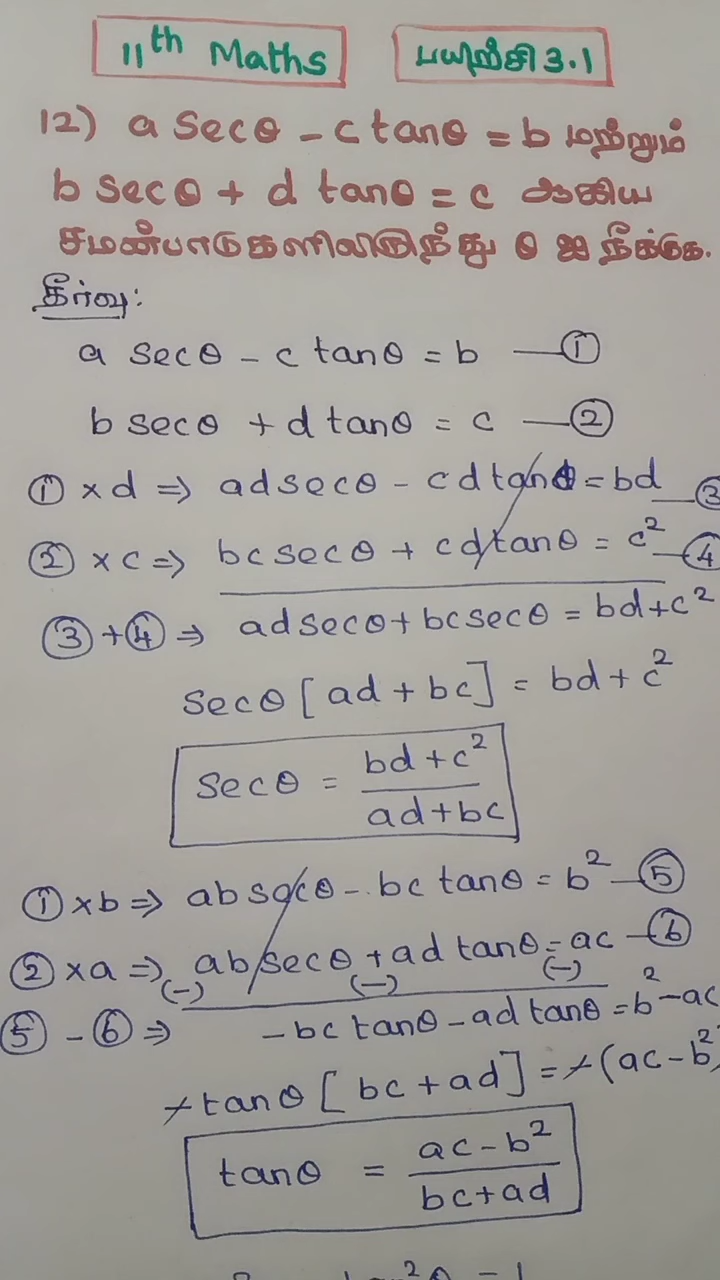 11th Maths பயிற்சி 3.1
12) a secθ - c tanθ = b மற்றும்
b secθ + d tanθ = c ஆகிய
சமன்பாடுகளிலிருந்து θ ஐ நீக்குக.
தீர்வு:
a secθ - c tanθ = b —①
b secθ + d tanθ = c —②
① × d ⇒ ad secθ - cd tanθ = bd —③
② × c ⇒ bc secθ + cd tanθ = c² —④
③ + ④ ⇒ ad secθ + bc secθ = bd + c²
secθ [ad + bc] = bd + c²
secθ = (bd + c²)/(ad + bc)
① × b ⇒ ab secθ - bc tanθ = b² —⑤
② × a ⇒ ab secθ + ad tanθ = ac —⑥
(-) (-) (-)
⑤ - ⑥ ⇒ -bc tanθ - ad tanθ = b² - ac
-tanθ [bc + ad] = -(ac - b²)
tanθ = (ac - b²)/(bc + ad)